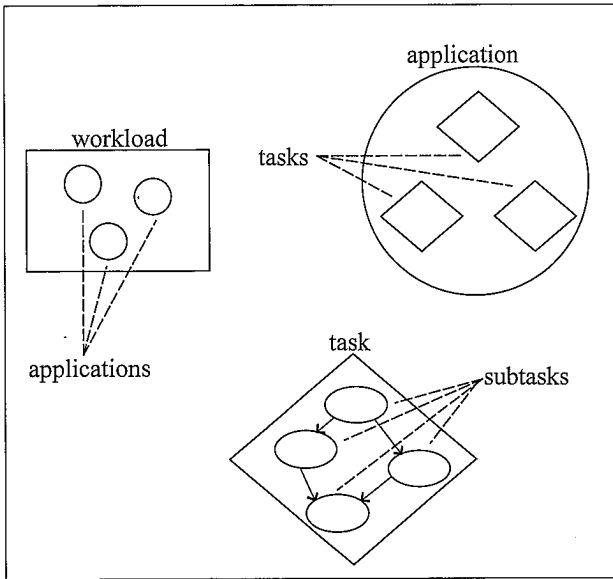 application
workload
tasks
applications
task
subtasks